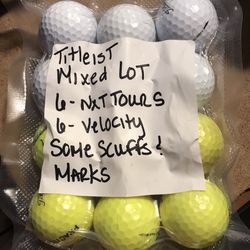 TiTleisT
Mixed LOT
6- NXT TOURS
6- Velocity
SOME SCUFFS &
MARKS